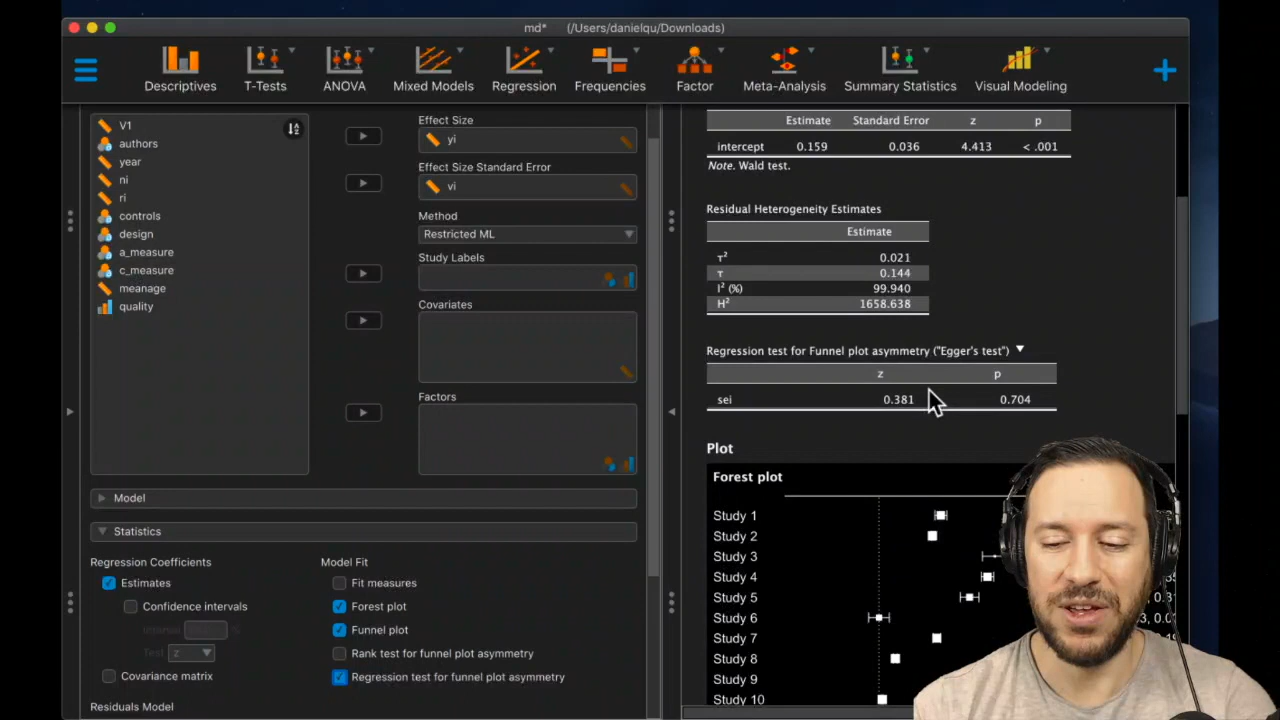 md*    (/Users/danielqu/Downloads)
Descriptives
T-Tests
ANOVA
Mixed Models
Regression
Frequencies
Factor
Meta-Analysis
Summary Statistics
Visual Modeling
V1
authors
year
ni
ri
controls
design
a_measure
c_measure
meanage
quality
Effect Size
yi
Effect Size Standard Error
vi
Method
Restricted ML
Study Labels
Covariates
Factors
Model
Statistics
Regression Coefficients
Estimates
Confidence intervals
Interval %
Test z
Covariance matrix
Model Fit
Fit measures
Forest plot
Funnel plot
Rank test for funnel plot asymmetry
Regression test for funnel plot asymmetry
Residuals Model
Estimate Standard Error z p
intercept 0.159 0.036 4.413 < .001
Note. Wald test.
Residual Heterogeneity Estimates
Estimate
τ² 0.021
τ 0.144
I² (%) 99.940
H² 1658.638
Regression test for Funnel plot asymmetry ("Egger's test")
z p
sei 0.381 0.704
Plot
Forest plot
Study 1
Study 2
Study 3
Study 4
Study 5
Study 6
Study 7
Study 8
Study 9
Study 10